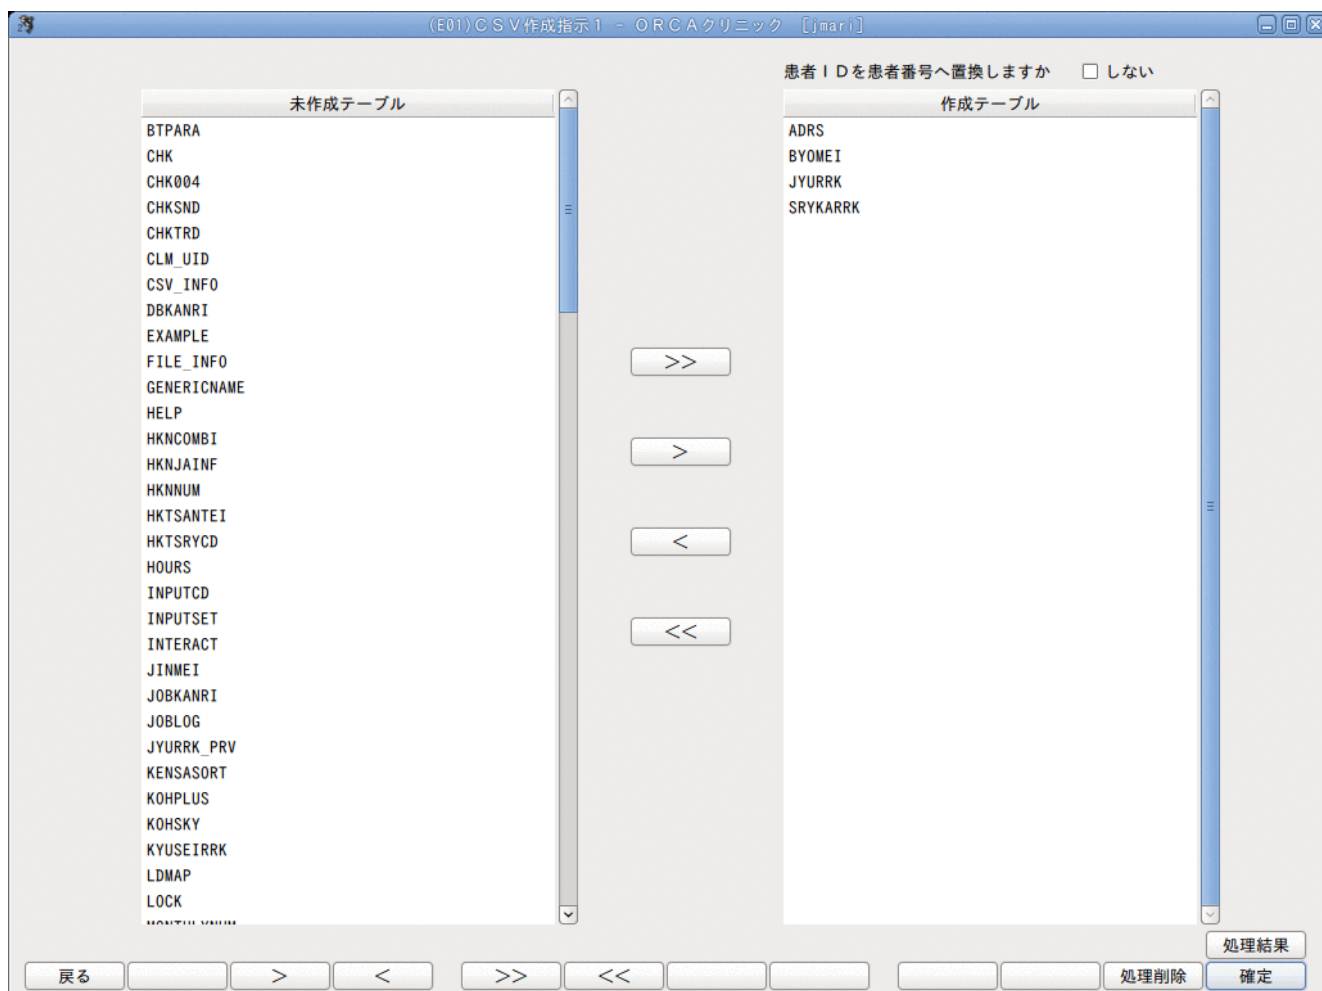 (E01)ＣＳＶ作成指示１ - ＯＲＣＡクリニック [jmari]
患者ＩＤを患者番号へ置換しますか しない
未作成テーブル
BTPARA
CHK
CHK004
CHKSND
CHKTRD
CLM_UID
CSV_INFO
DBKANRI
EXAMPLE
FILE_INFO
GENERICNAME
HELP
HKNCOMBI
HKNJAINF
HKNNUM
HKTSANTEI
HKTSRYCD
HOURS
INPUTCD
INPUTSET
INTERACT
JINMEI
JOBKANRI
JOBLOG
JYURRK_PRV
KENSASORT
KOHPLUS
KOHSKY
KYUSEIRRK
LDMAP
LOCK
>>
>
<
<<
作成テーブル
ADRS
BYOMEI
JYURRK
SRYKARRK
処理結果
戻る > < >> << 処理削除 確定